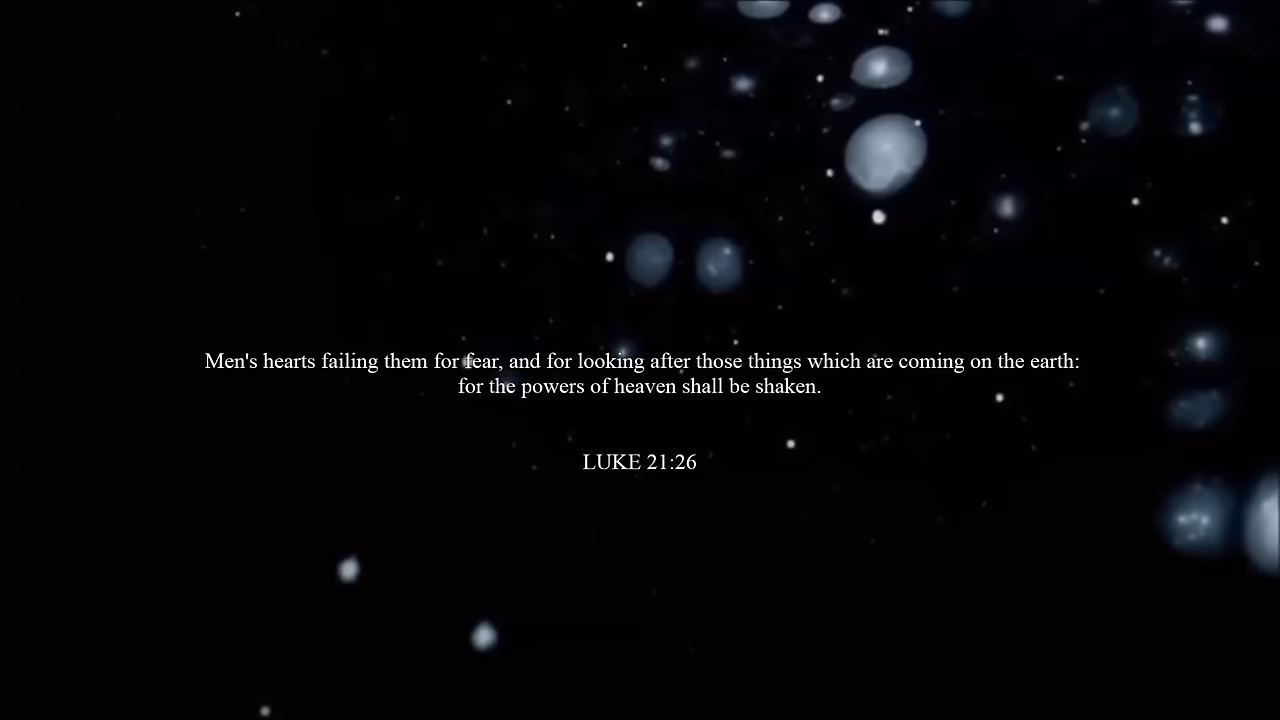 Men's hearts failing them for fear, and for looking after those things which are coming on the earth:
for the powers of heaven shall be shaken.
LUKE 21:26